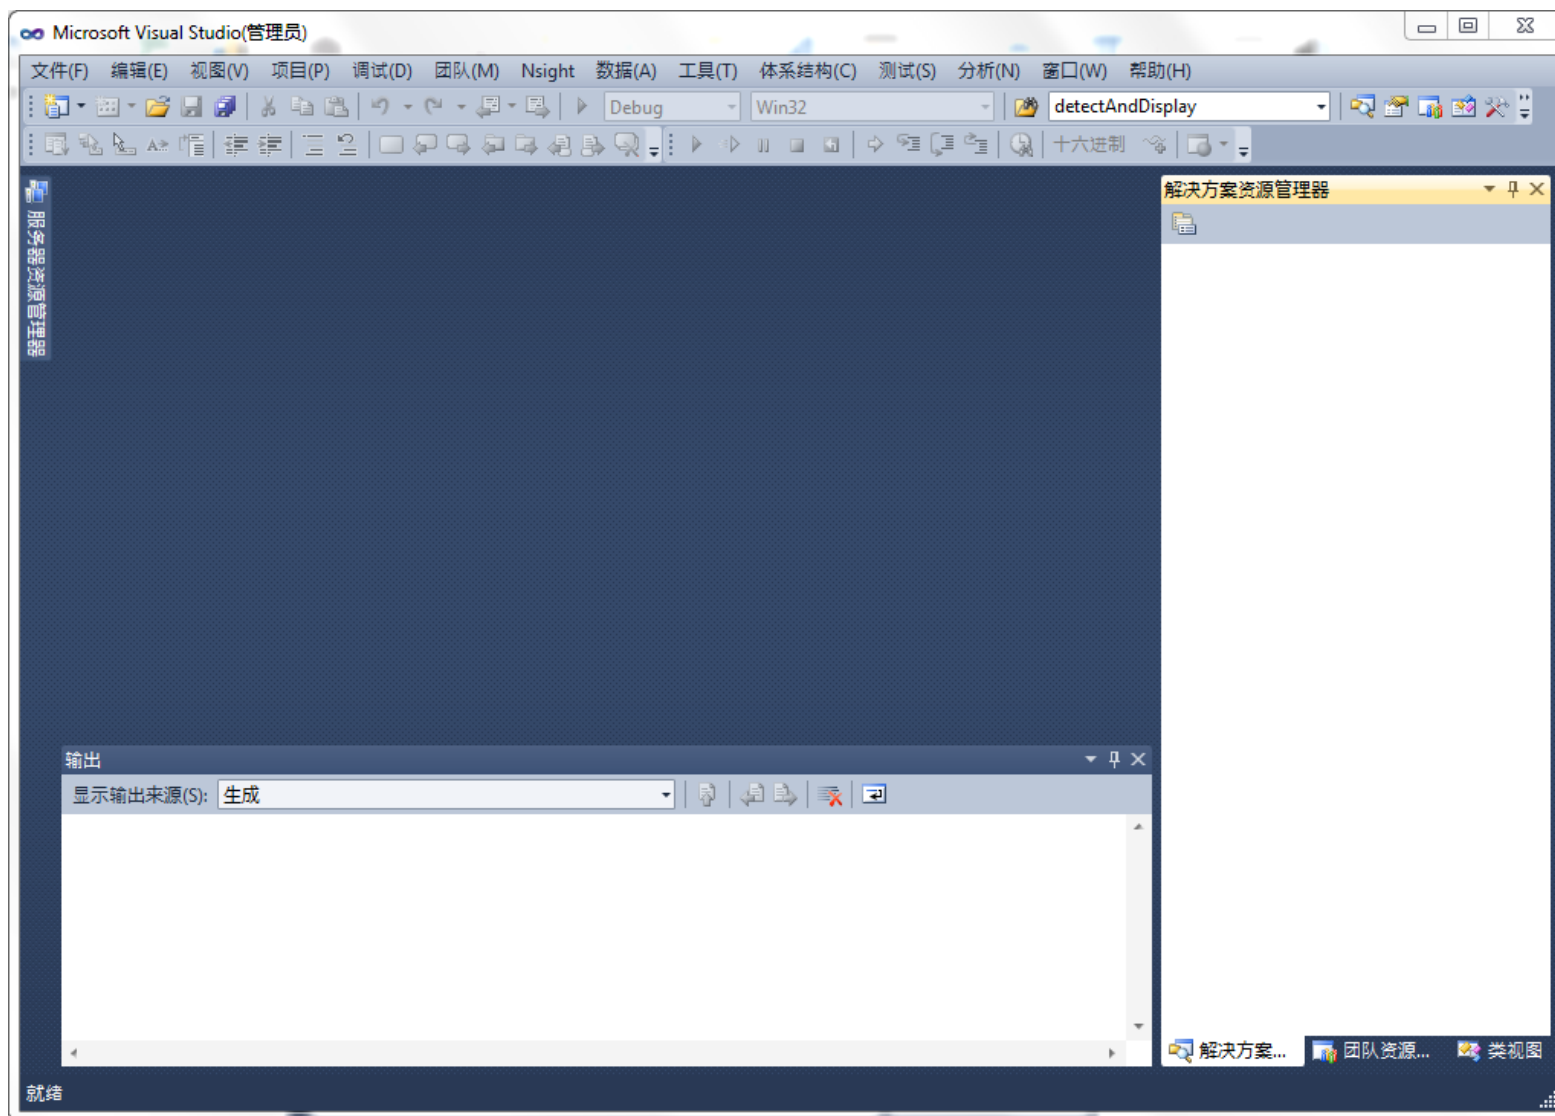 Microsoft Visual Studio(管理员)
文件(F) 编辑(E) 视图(V) 项目(P) 调试(D) 团队(M) Nsight 数据(A) 工具(T) 体系结构(C) 测试(S) 分析(N) 窗口(W) 帮助(H)
Debug Win32 detectAndDisplay
十六进制
服务器资源管理器
解决方案资源管理器
输出
显示输出来源(S): 生成
解决方案... 团队资源... 类视图
就绪